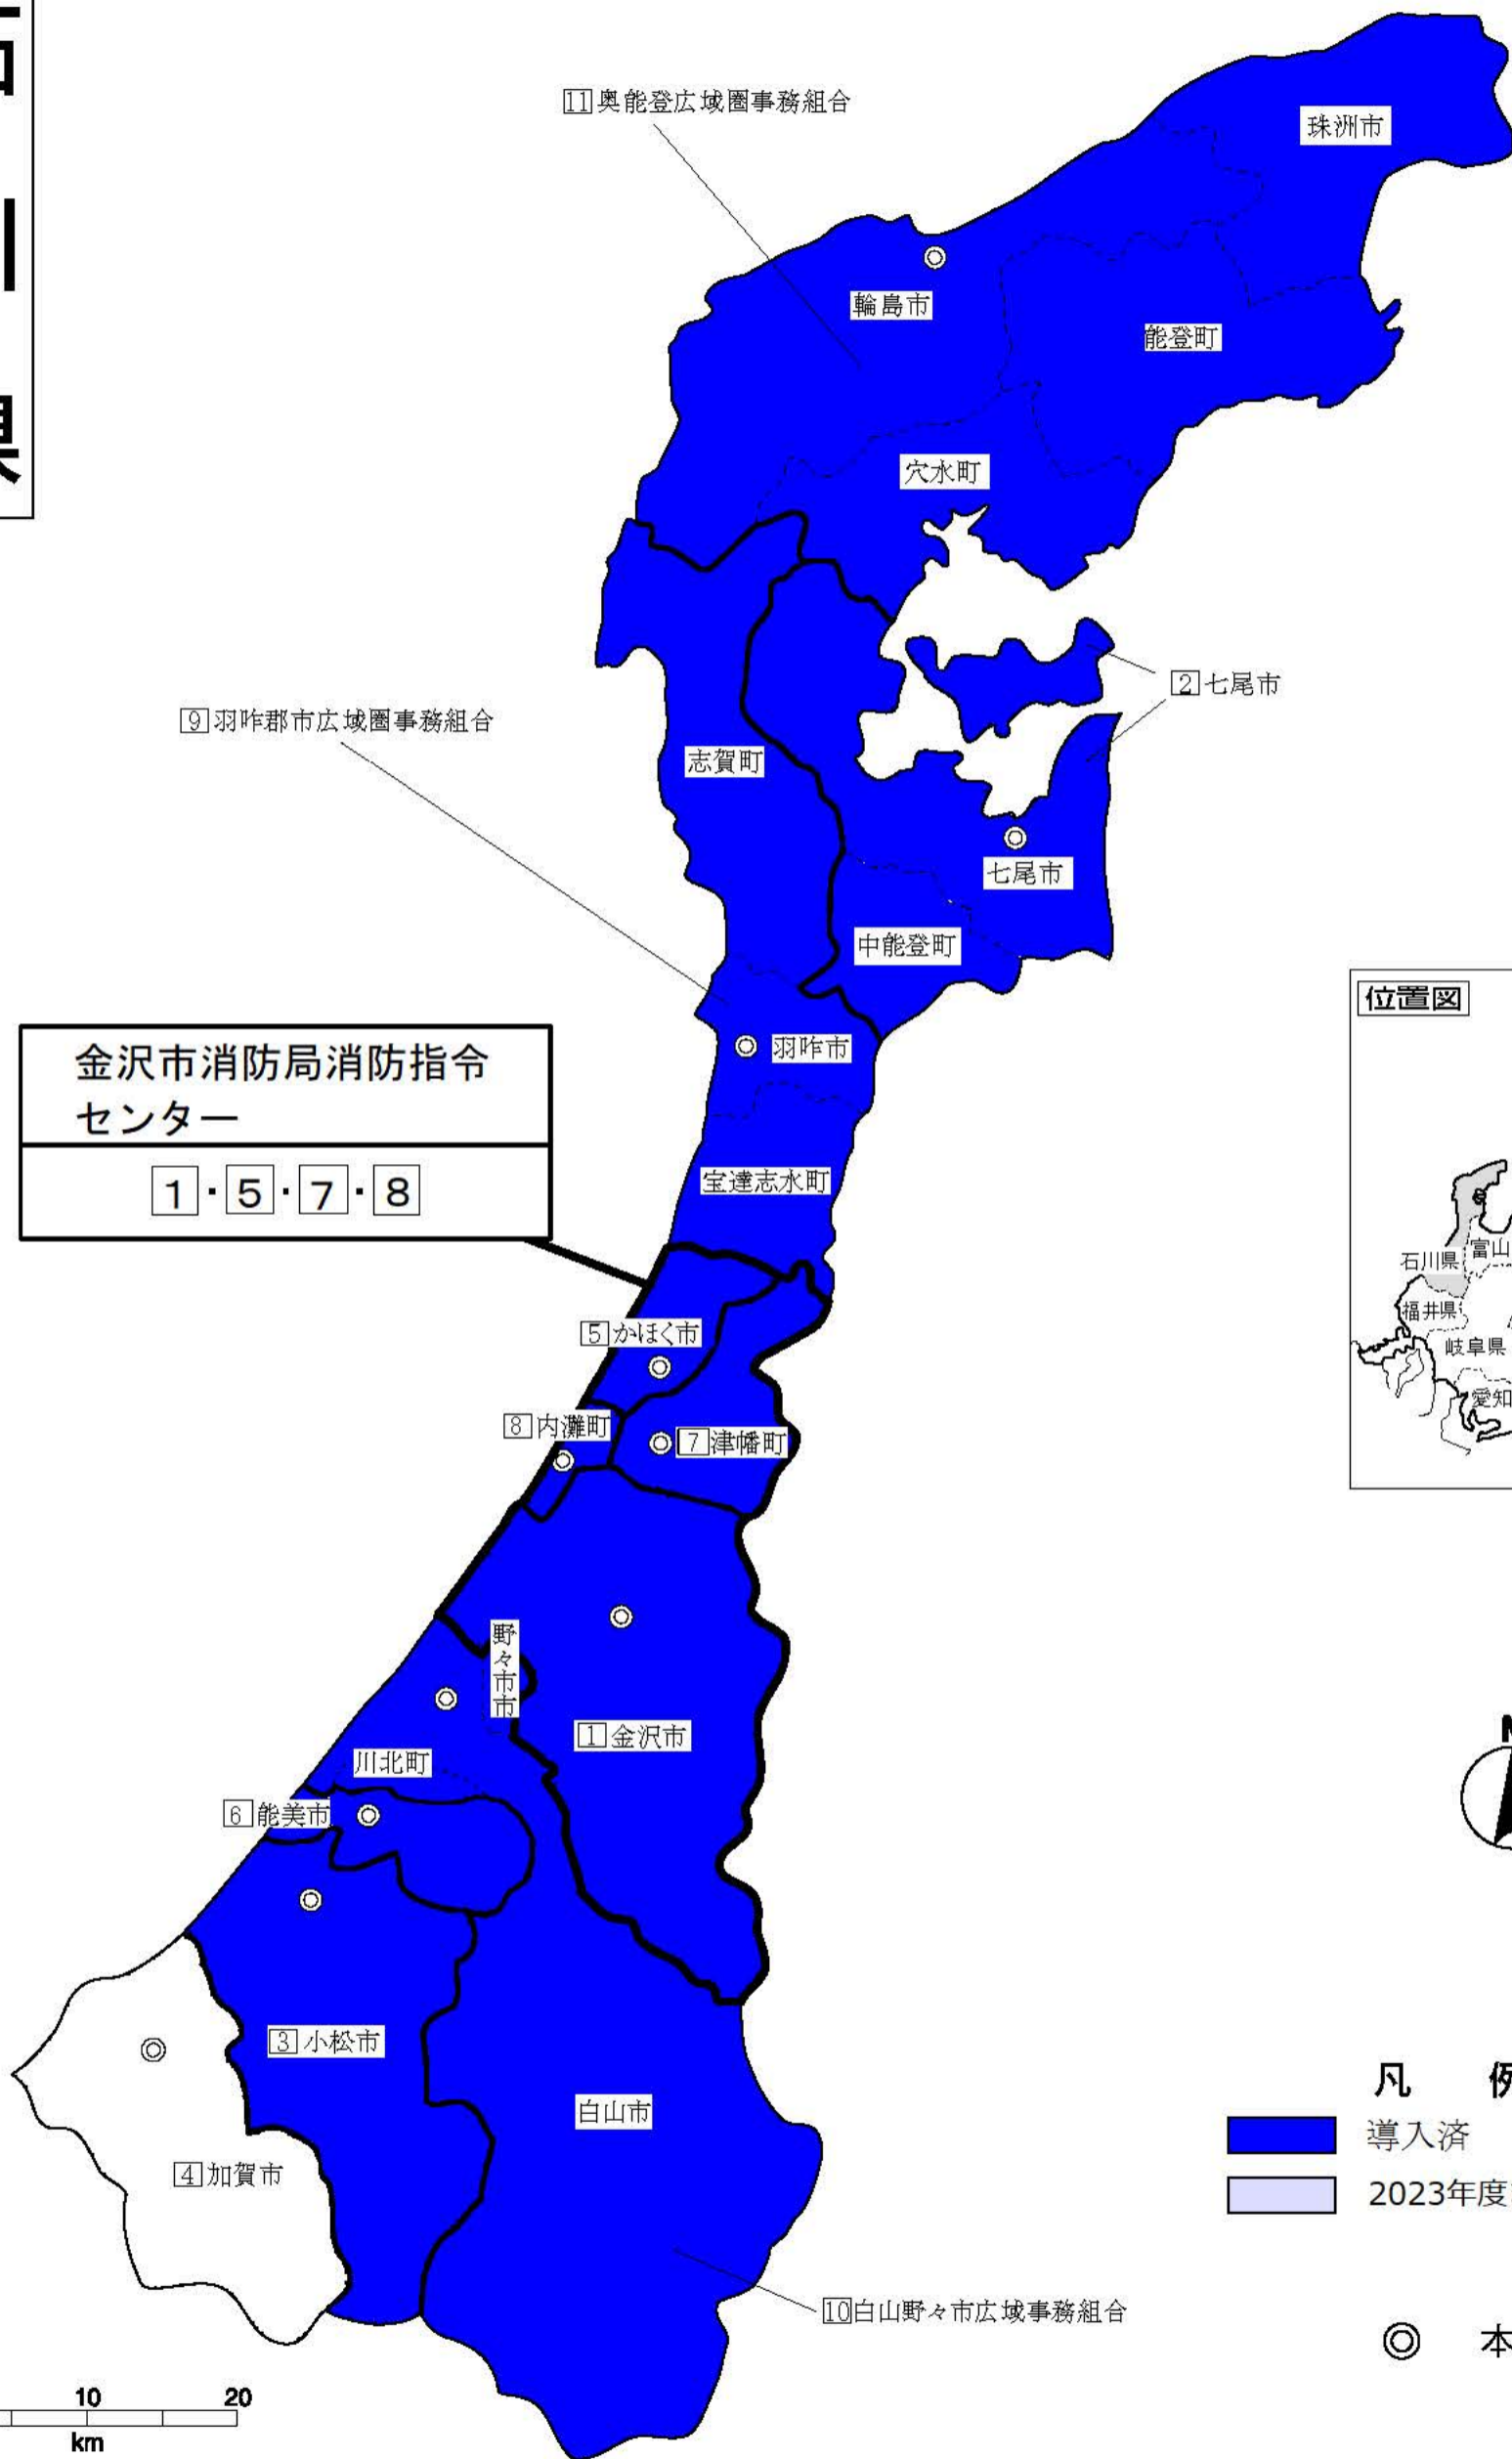 11 奥能登広域圏事務組合
珠洲市
輪島市
能登町
穴水町
2 七尾市
9 羽咋郡市広域圏事務組合
志賀町
七尾市
中能登町
位置図
羽咋市
金沢市消防局消防指令
センター
1・5・7・8
宝達志水町
石川県
富山
福井県
岐阜県
愛知
5 かほく市
8 内灘町
7 津幡町
野々市市
1 金沢市
川北町
6 能美市
3 小松市
凡
白山市
導入済
4 加賀市
2023年度
10 白山野々市広域事務組合
◎ 本
10 20
km